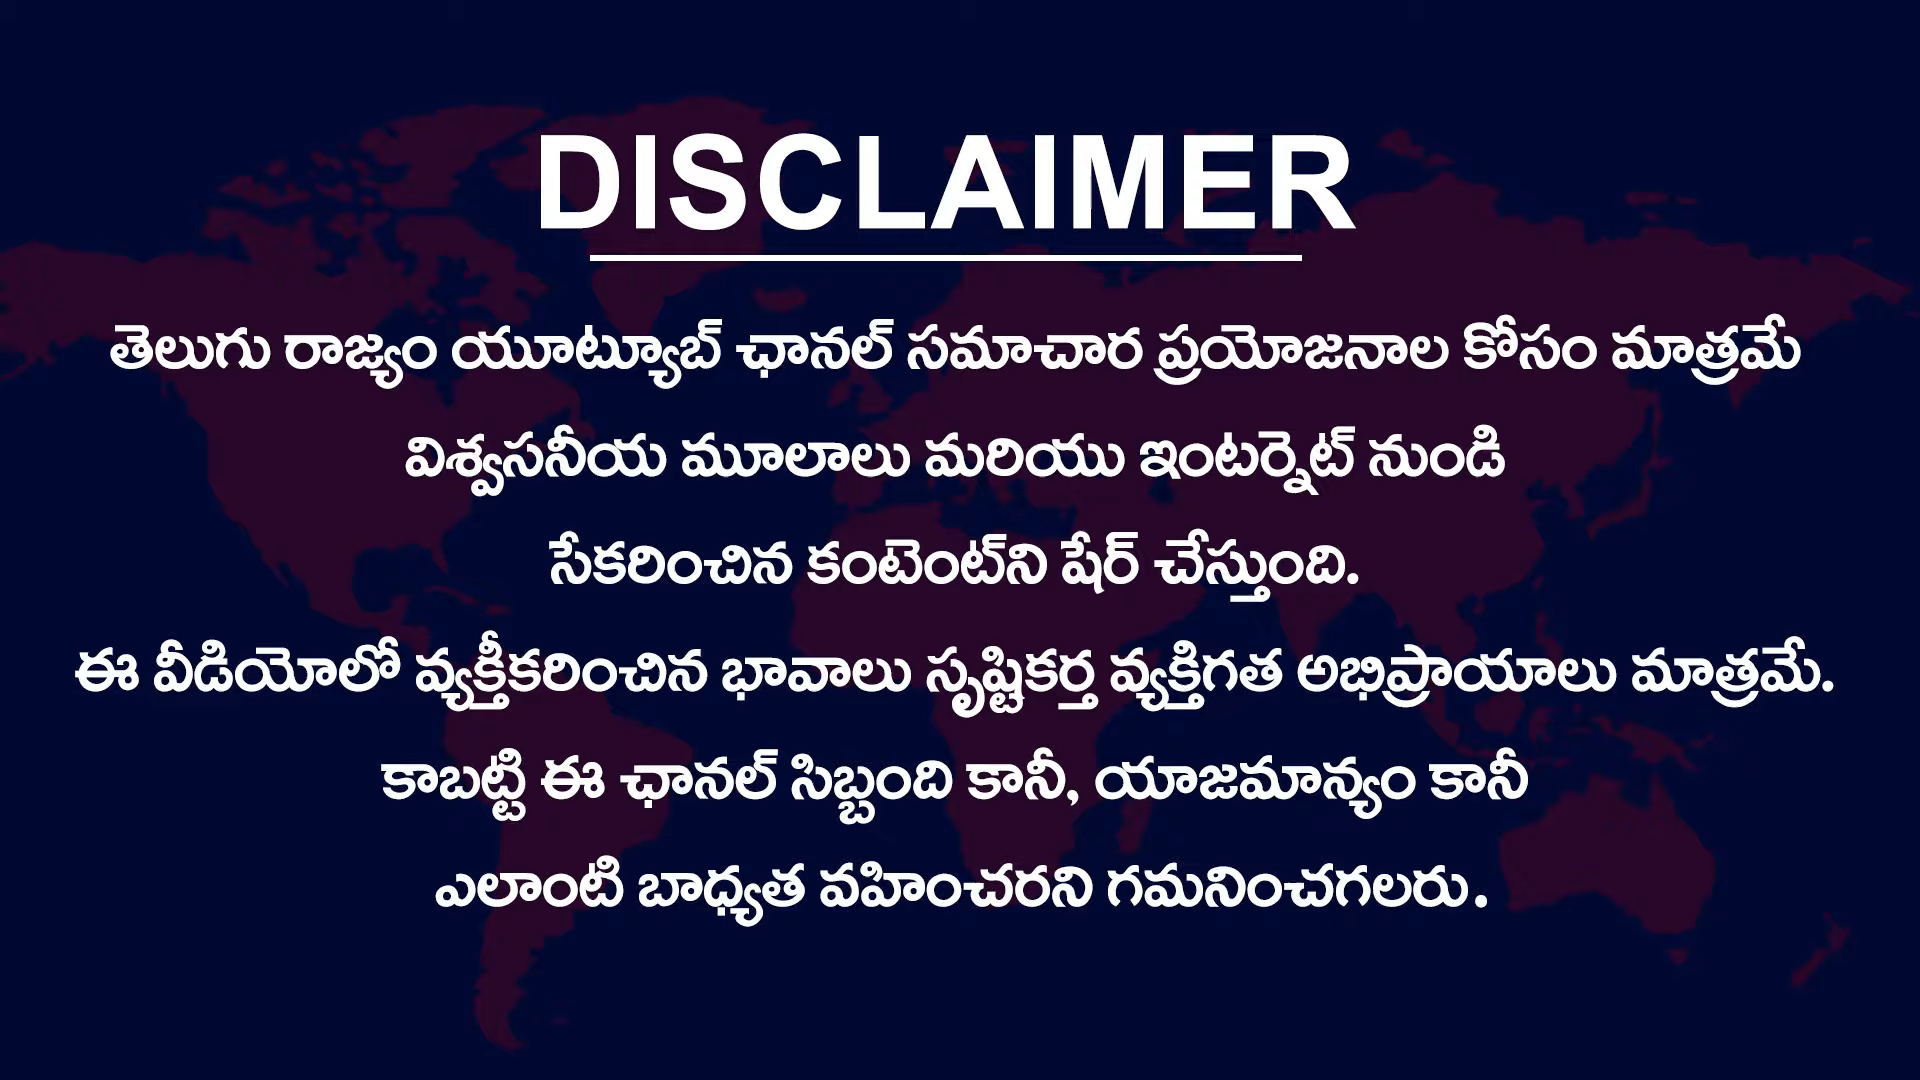 DISCLAIMER
తెలుగు రాజ్యం యూట్యూబ్ ఛానల్ సమాచార ప్రయోజనాల కోసం మాత్రమే
విశ్వసనీయ మూలాలు మరియు ఇంటర్నెట్ నుండి
సేకరించిన కంటెంట్‌ని షేర్ చేస్తుంది.
ఈ వీడియోలో వ్యక్తీకరించిన భావాలు సృష్టికర్త వ్యక్తిగత అభిప్రాయాలు మాత్రమే.
కాబట్టి ఈ ఛానల్ సిబ్బంది కానీ, యాజమాన్యం కానీ
ఎలాంటి బాధ్యత వహించరని గమనించగలరు.